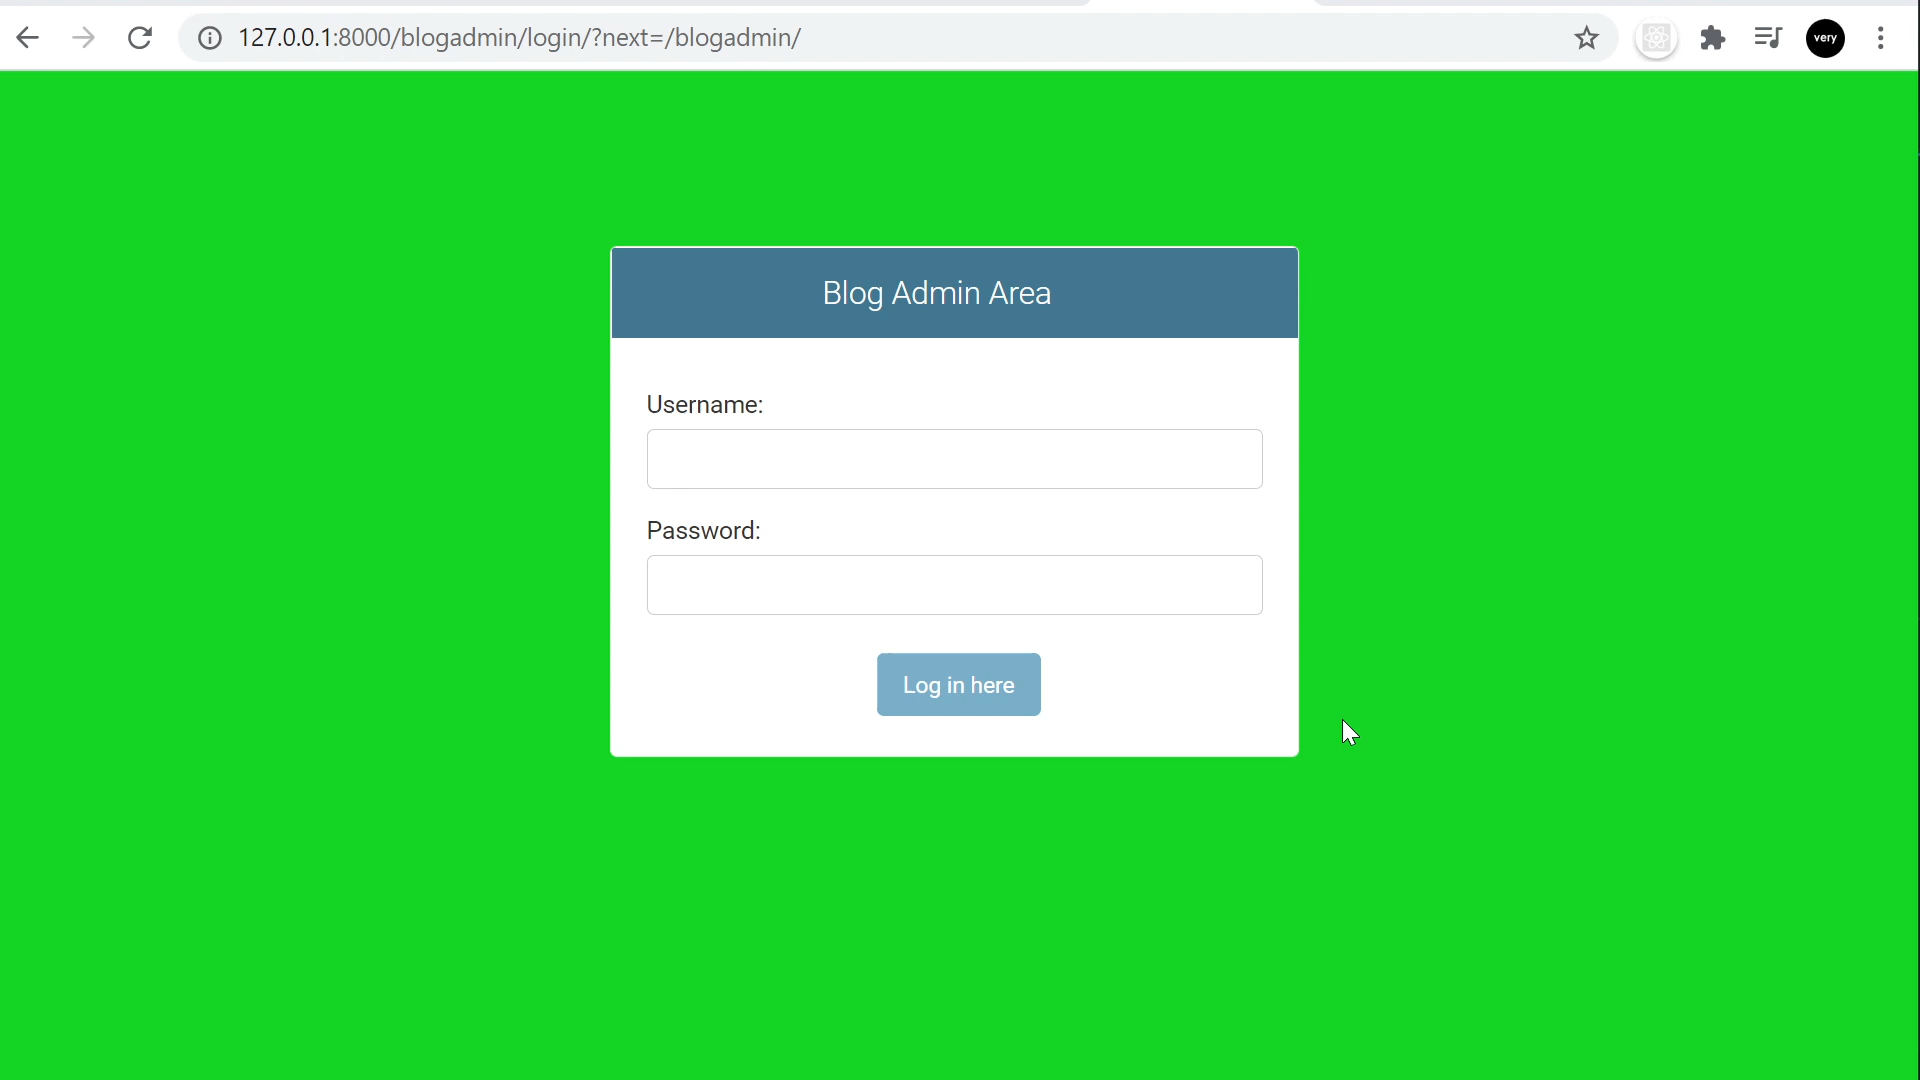 127.0.0.1:8000/blogadmin/login/?next=/blogadmin/
very
Blog Admin Area
Username:
Password:
Log in here